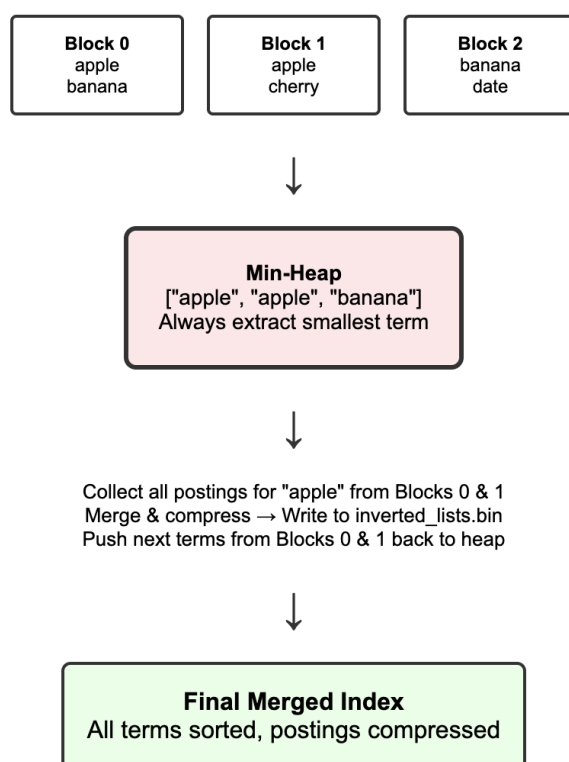 Block 0
apple
banana
Block 1
apple
cherry
Block 2
banana
date
↓
Min-Heap
["apple", "apple", "banana"]
Always extract smallest term
↓
Collect all postings for "apple" from Blocks 0 & 1
Merge & compress → Write to inverted_lists.bin
Push next terms from Blocks 0 & 1 back to heap
↓
Final Merged Index
All terms sorted, postings compressed